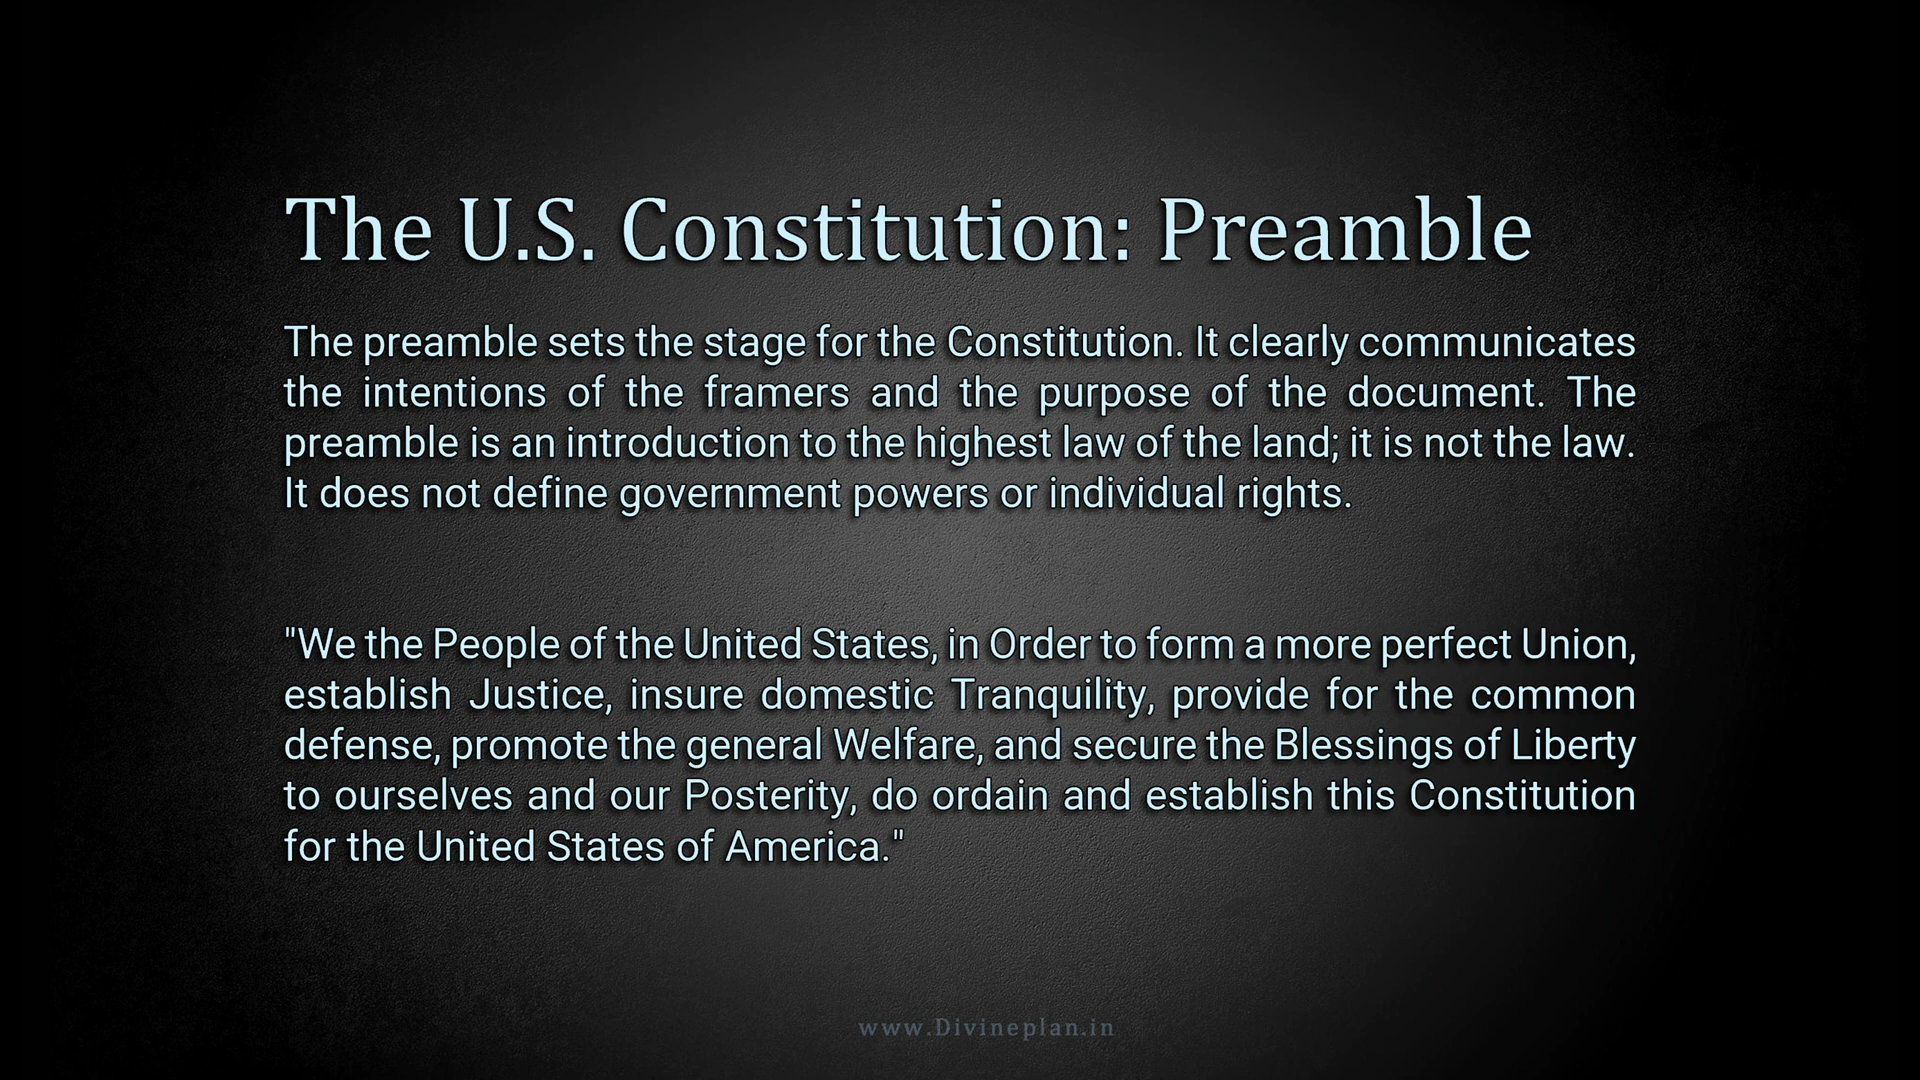 The U.S. Constitution: Preamble
The preamble sets the stage for the Constitution. It clearly communicates
the intentions of the framers and the purpose of the document. The
preamble is an introduction to the highest law of the land; it is not the law.
It does not define government powers or individual rights.
"We the People of the United States, in Order to form a more perfect Union,
establish Justice, insure domestic Tranquility, provide for the common
defense, promote the general Welfare, and secure the Blessings of Liberty
to ourselves and our Posterity, do ordain and establish this Constitution
for the United States of America."
www.Divineplan.in